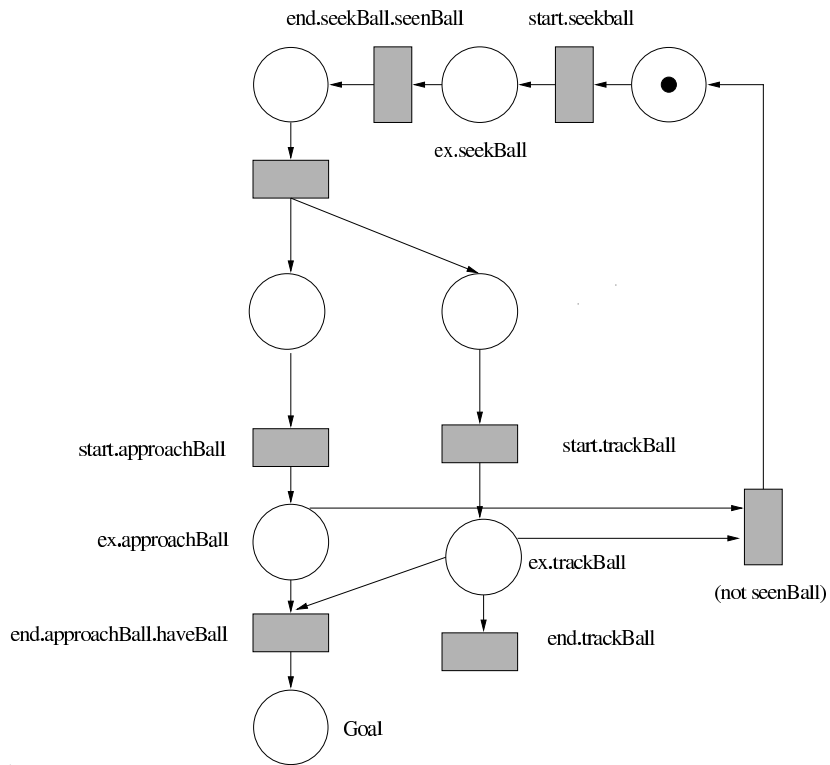 end.seekBall.seenBall
start.seekball
ex.seekBall
start.approachBall
start.trackBall
ex.approachBall
ex.trackBall
(not seenBall)
end.approachBall.haveBall
end.trackBall
Goal